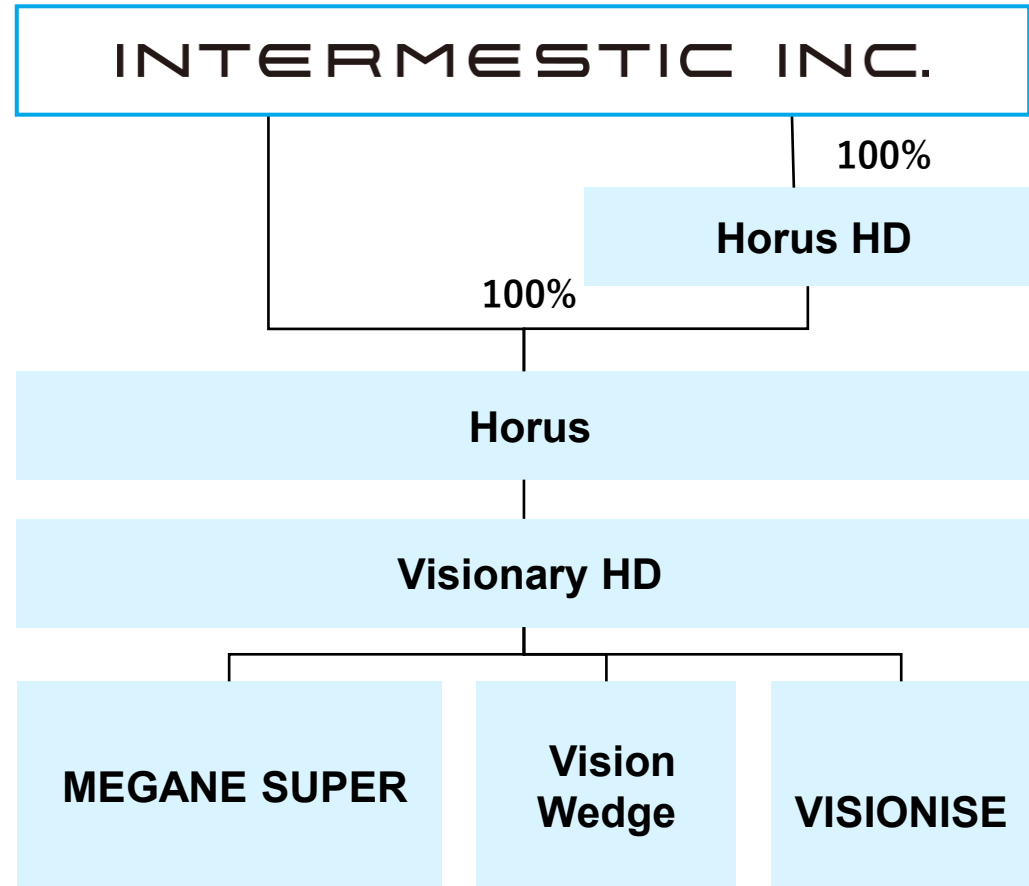 INTERMESTIC INC.
100%
Horus HD
100%
Horus
Visionary HD
MEGANE SUPER
Vision
Wedge
VISIONISE